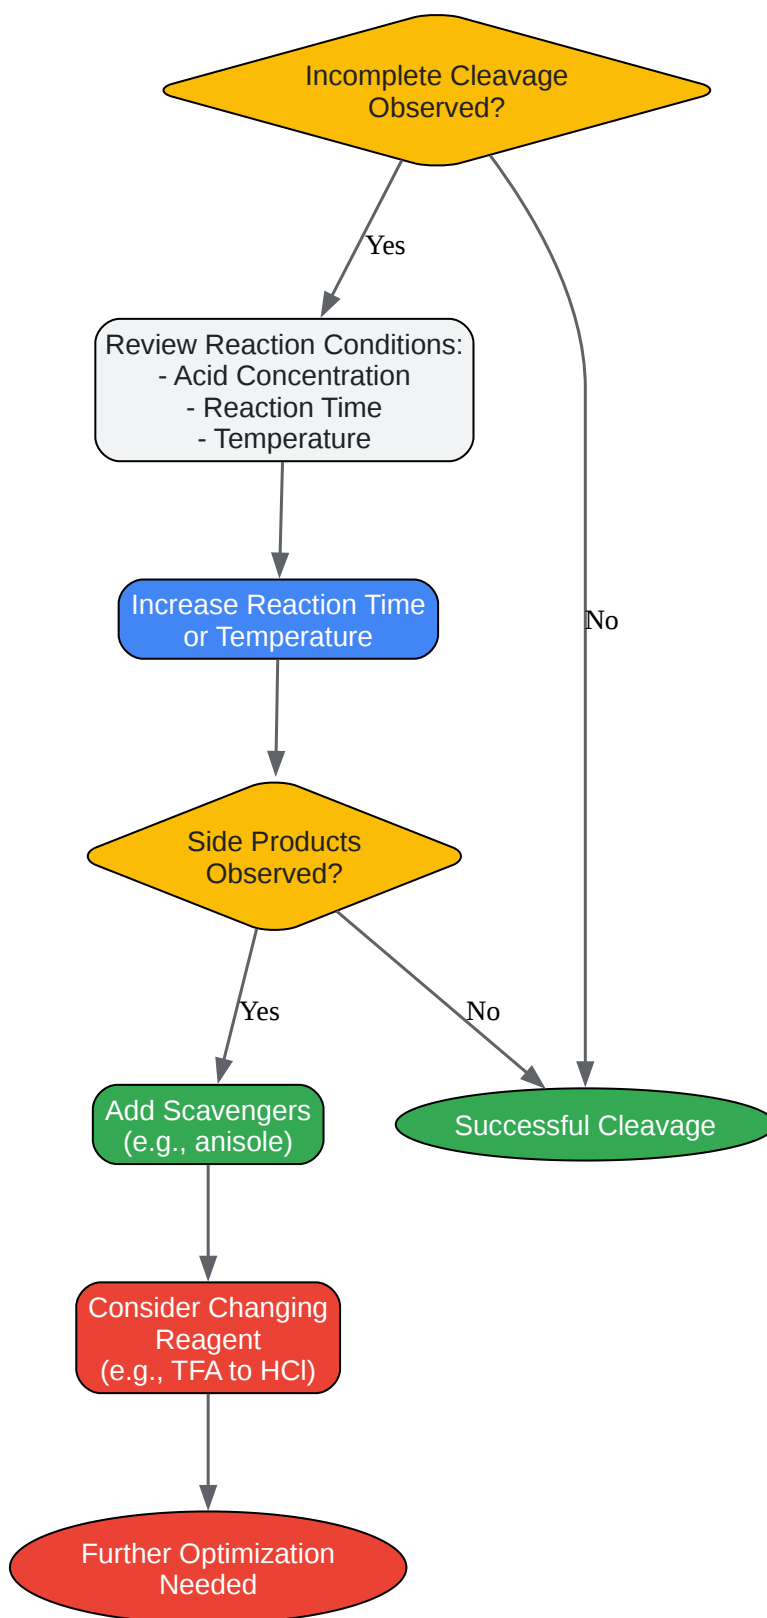 Incomplete Cleavage
Observed?
Yes
Review Reaction Conditions:
- Acid Concentration
- Reaction Time
- Temperature
Increase Reaction Time
or Temperature
No
Side Products
Observed?
Yes
No
Add Scavengers
(e.g., anisole)
Successful Cleavage
Consider Changing
Reagent
(e.g., TFA to HCl)
Further Optimization
Needed